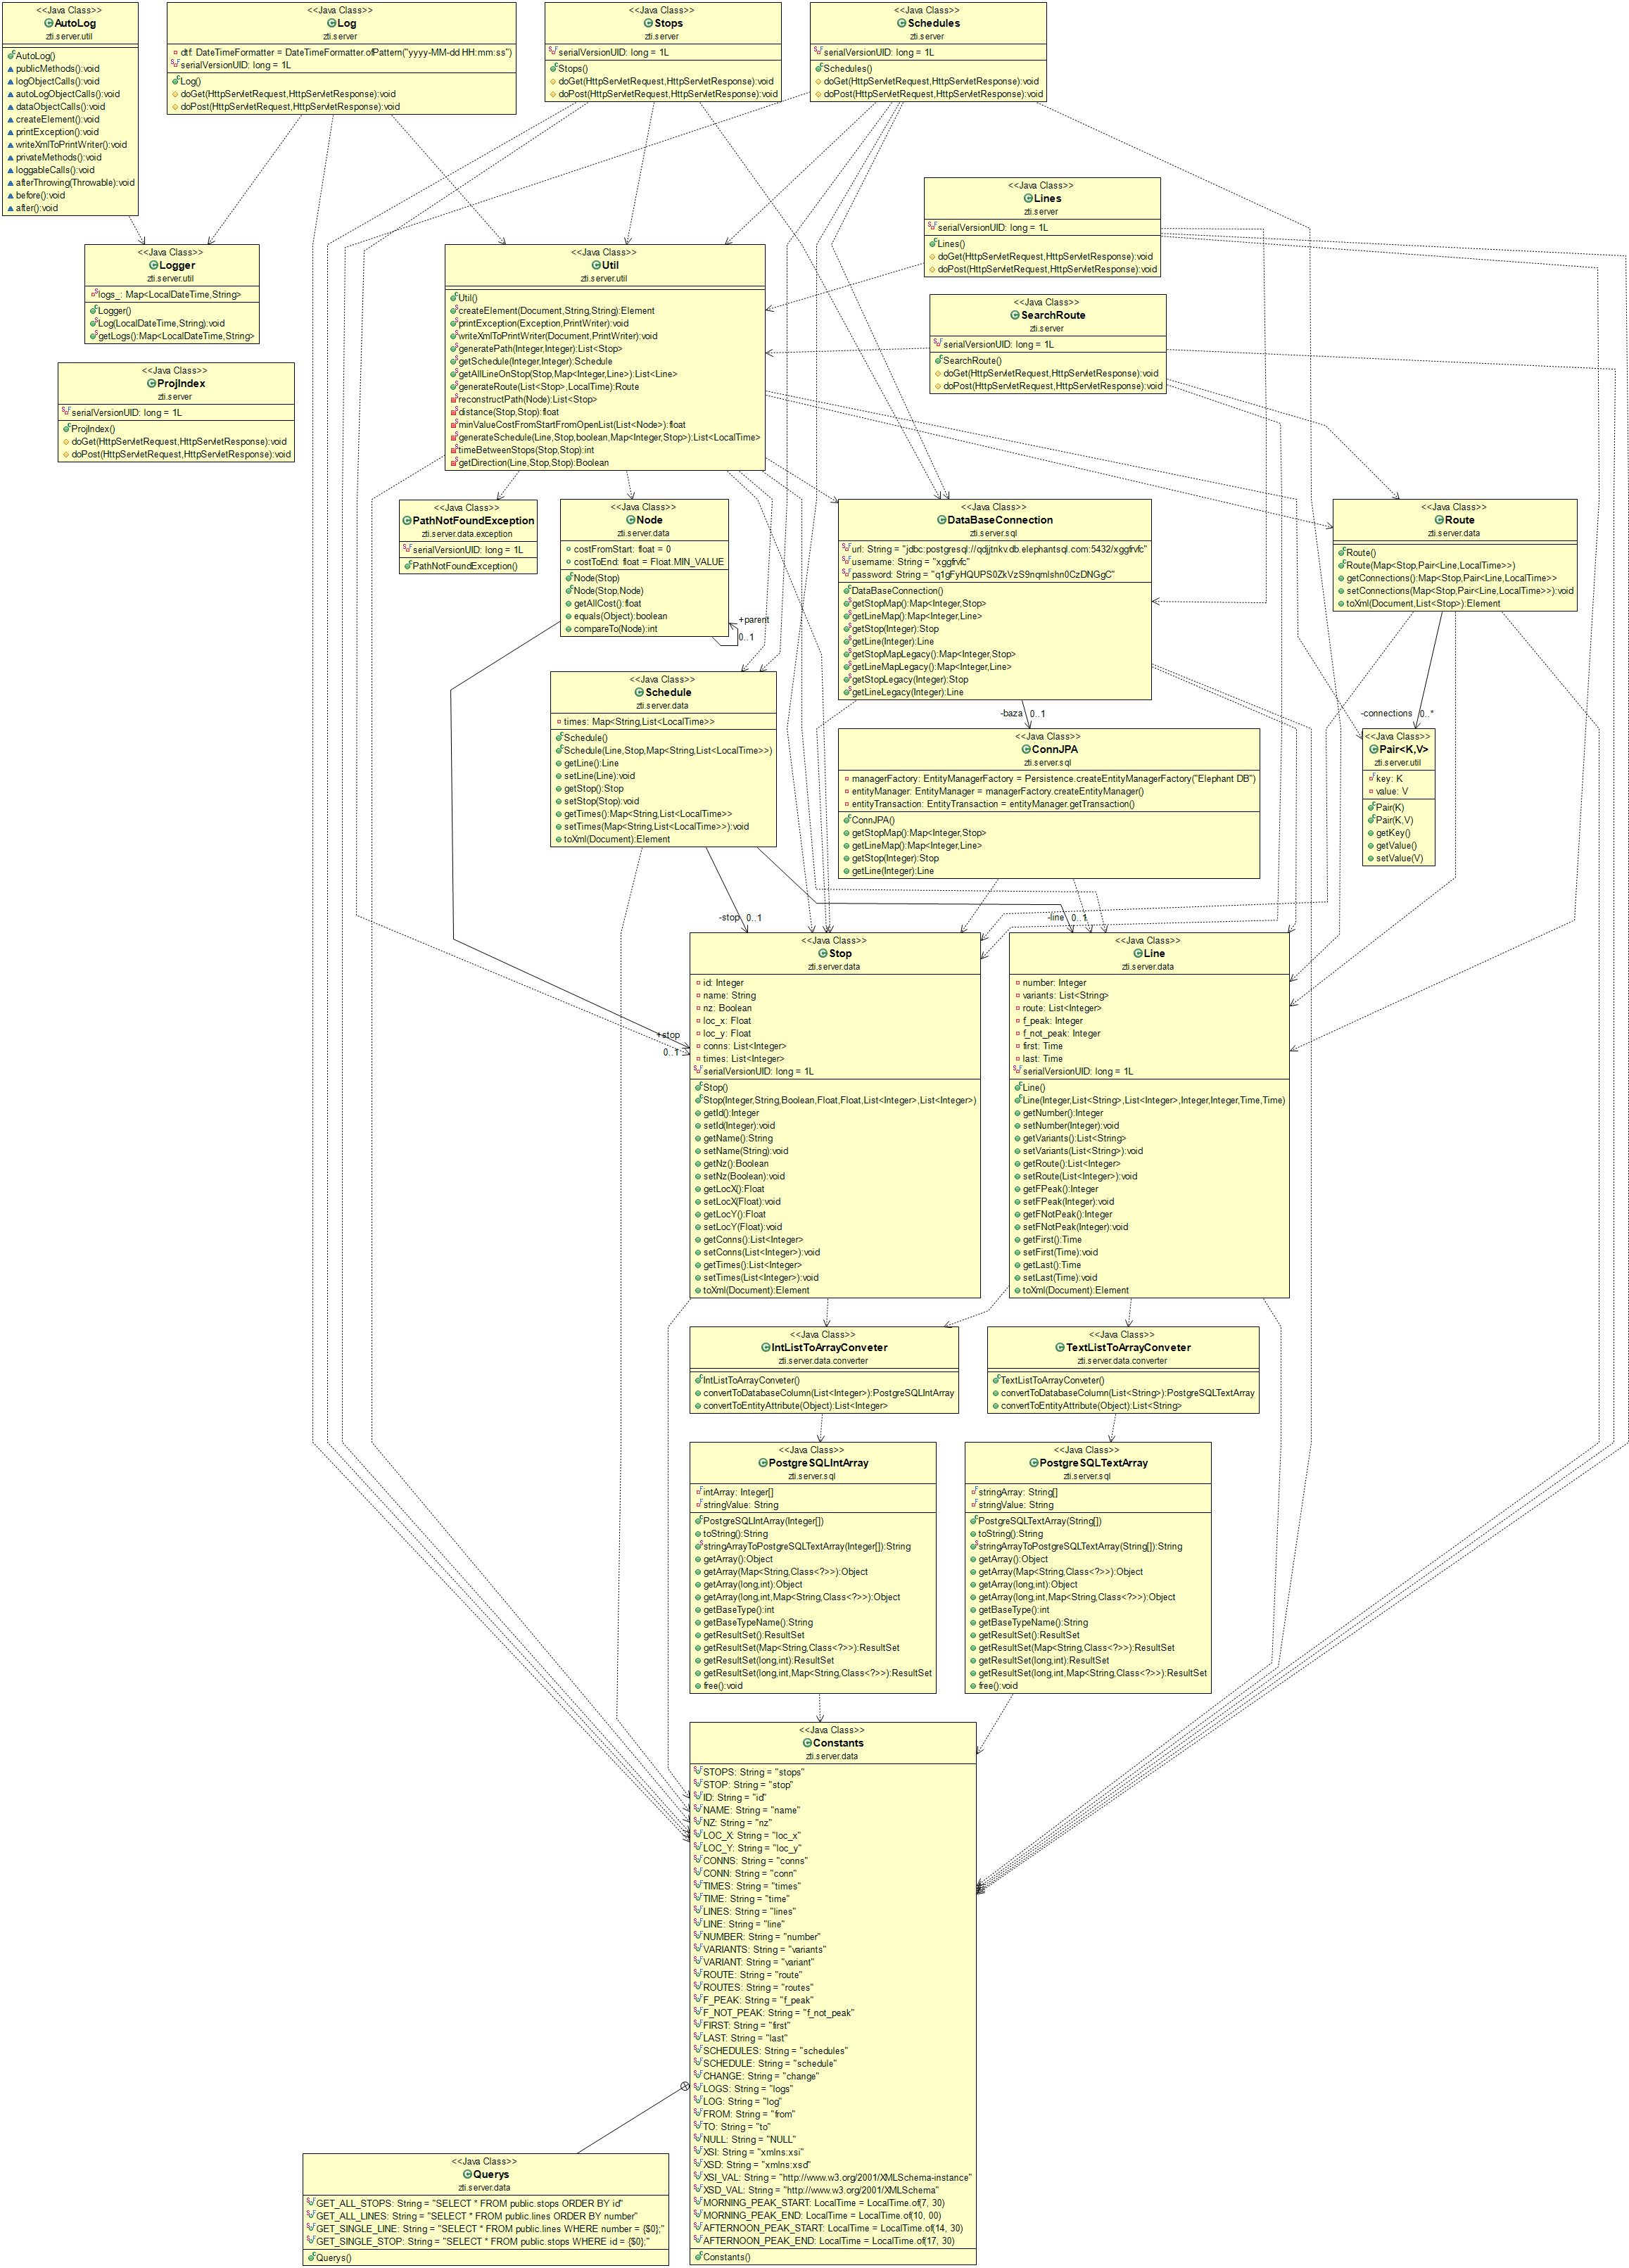 <<Java Class>>
AutoLog
zti.server.util
AutoLog()
publicMethods():void
logObjectCalls():void
autoLogObjectCalls():void
dataObjectCalls():void
createElement():void
printException():void
writeXmlToPrintWriter():void
privateMethods():void
loggableCalls():void
afterThrowing(Throwable):void
before():void
after():void
<<Java Class>>
Log
zti.server
dtf: DateTimeFormatter = DateTimeFormatter.ofPattern("yyyy-MM-dd HH:mm:ss")
serialVersionUID: long = 1L
Log()
doGet(HttpServletRequest,HttpServletResponse):void
doPost(HttpServletRequest,HttpServletResponse):void
<<Java Class>>
Stops
zti.server
serialVersionUID: long = 1L
Stops()
doGet(HttpServletRequest,HttpServletResponse):void
doPost(HttpServletRequest,HttpServletResponse):void
<<Java Class>>
Schedules
zti.server
serialVersionUID: long = 1L
Schedules()
doGet(HttpServletRequest,HttpServletResponse):void
doPost(HttpServletRequest,HttpServletResponse):void
<<Java Class>>
Lines
zti.server
serialVersionUID: long = 1L
Lines()
doGet(HttpServletRequest,HttpServletResponse):void
doPost(HttpServletRequest,HttpServletResponse):void
<<Java Class>>
Logger
zti.server.util
logs_: Map<LocalDateTime,String>
Logger()
Log(LocalDateTime,String):void
getLogs():Map<LocalDateTime,String>
<<Java Class>>
Util
zti.server.util
Util()
createElement(Document,String,String):Element
printException(Exception,PrintWriter):void
writeXmlToPrintWriter(Document,PrintWriter):void
generatePath(Integer,Integer):List<Stop>
getSchedule(Integer,Integer):Schedule
getAllLineOnStop(Stop,Map<Integer,Line>):List<Line>
generateRoute(List<Stop>,LocalTime):Route
reconstructPath(Node):List<Stop>
distance(Stop,Stop):float
minValueCostFromStartFromOpenList(List<Node>):float
generateSchedule(Line,Stop,boolean,Map<Integer,Stop>):List<LocalTime>
timeBetweenStops(Stop,Stop):int
getDirection(Line,Stop,Stop):Boolean
<<Java Class>>
SearchRoute
zti.server
serialVersionUID: long = 1L
SearchRoute()
doGet(HttpServletRequest,HttpServletResponse):void
doPost(HttpServletRequest,HttpServletResponse):void
<<Java Class>>
ProjIndex
zti.server
serialVersionUID: long = 1L
ProjIndex()
doGet(HttpServletRequest,HttpServletResponse):void
doPost(HttpServletRequest,HttpServletResponse):void
<<Java Class>>
PathNotFoundException
zti.server.data.exception
serialVersionUID: long = 1L
PathNotFoundException()
<<Java Class>>
Node
zti.server.data
costFromStart: float = 0
costToEnd: float = Float.MIN_VALUE
Node(Stop)
Node(Stop,Node)
getAllCost():float
equals(Object):boolean
compareTo(Node):int
+parent
0..1
<<Java Class>>
DataBaseConnection
zti.server.sql
url: String = "jdbc:postgresql://qdjjtnkv.db.elephantsql.com:5432/xggfrvfc"
username: String = "xggfrvfc"
password: String = "q1gFyHQUPS0ZkVzS9nqmIshn0CzDNGgC"
DataBaseConnection()
getStopMap():Map<Integer,Stop>
getLineMap():Map<Integer,Line>
getStop(Integer):Stop
getLine(Integer):Line
getStopMapLegacy():Map<Integer,Stop>
getLineMapLegacy():Map<Integer,Line>
getStopLegacy(Integer):Stop
getLineLegacy(Integer):Line
<<Java Class>>
Route
zti.server.data
Route()
Route(Map<Stop,Pair<Line,LocalTime>>)
getConnections():Map<Stop,Pair<Line,LocalTime>>
setConnections(Map<Stop,Pair<Line,LocalTime>>):void
toXml(Document,List<Stop>):Element
<<Java Class>>
Schedule
zti.server.data
times: Map<String,List<LocalTime>>
Schedule()
Schedule(Line,Stop,Map<String,List<LocalTime>>)
getLine():Line
setLine(Line):void
getStop():Stop
setStop(Stop):void
getTimes():Map<String,List<LocalTime>>
setTimes(Map<String,List<LocalTime>>):void
toXml(Document):Element
-baza 0..1
-connections 0..*
<<Java Class>>
ConnJPA
zti.server.sql
managerFactory: EntityManagerFactory = Persistence.createEntityManagerFactory("Elephant DB")
entityManager: EntityManager = managerFactory.createEntityManager()
entityTransaction: EntityTransaction = entityManager.getTransaction()
ConnJPA()
getStopMap():Map<Integer,Stop>
getLineMap():Map<Integer,Line>
getStop(Integer):Stop
getLine(Integer):Line
<<Java Class>>
Pair<K,V>
zti.server.util
key: K
value: V
Pair(K)
Pair(K,V)
getKey()
getValue()
setValue(V)
-stop 0..1
-line 0..1
<<Java Class>>
Stop
zti.server.data
id: Integer
name: String
nz: Boolean
loc_x: Float
loc_y: Float
conns: List<Integer>
times: List<Integer>
serialVersionUID: long = 1L
Stop()
Stop(Integer,String,Boolean,Float,Float,List<Integer>,List<Integer>)
getId():Integer
setId(Integer):void
getName():String
setName(String):void
getNz():Boolean
setNz(Boolean):void
getLocX():Float
setLocX(Float):void
getLocY():Float
setLocY(Float):void
getConns():List<Integer>
setConns(List<Integer>):void
getTimes():List<Integer>
setTimes(List<Integer>):void
toXml(Document):Element
+stop
0..1
<<Java Class>>
Line
zti.server.data
number: Integer
variants: List<String>
route: List<Integer>
f_peak: Integer
f_not_peak: Integer
first: Time
last: Time
serialVersionUID: long = 1L
Line()
Line(Integer,List<String>,List<Integer>,Integer,Integer,Time,Time)
getNumber():Integer
setNumber(Integer):void
getVariants():List<String>
setVariants(List<String>):void
getRoute():List<Integer>
setRoute(List<Integer>):void
getFPeak():Integer
setFPeak(Integer):void
getFNotPeak():Integer
setFNotPeak(Integer):void
getFirst():Time
setFirst(Time):void
getLast():Time
setLast(Time):void
toXml(Document):Element
<<Java Class>>
IntListToArrayConveter
zti.server.data.converter
IntListToArrayConveter()
convertToDatabaseColumn(List<Integer>):PostgreSQLIntArray
convertToEntityAttribute(Object):List<Integer>
<<Java Class>>
TextListToArrayConveter
zti.server.data.converter
TextListToArrayConveter()
convertToDatabaseColumn(List<String>):PostgreSQLTextArray
convertToEntityAttribute(Object):List<String>
<<Java Class>>
PostgreSQLIntArray
zti.server.sql
intArray: Integer[]
stringValue: String
PostgreSQLIntArray(Integer[])
toString():String
stringArrayToPostgreSQLTextArray(Integer[]):String
getArray():Object
getArray(Map<String,Class<?>>):Object
getArray(long,int):Object
getArray(long,int,Map<String,Class<?>>):Object
getBaseType():int
getBaseTypeName():String
getResultSet():ResultSet
getResultSet(Map<String,Class<?>>):ResultSet
getResultSet(long,int):ResultSet
getResultSet(long,int,Map<String,Class<?>>):ResultSet
free():void
<<Java Class>>
PostgreSQLTextArray
zti.server.sql
stringArray: String[]
stringValue: String
PostgreSQLTextArray(String[])
toString():String
stringArrayToPostgreSQLTextArray(String[]):String
getArray():Object
getArray(Map<String,Class<?>>):Object
getArray(long,int):Object
getArray(long,int,Map<String,Class<?>>):Object
getBaseType():int
getBaseTypeName():String
getResultSet():ResultSet
getResultSet(Map<String,Class<?>>):ResultSet
getResultSet(long,int):ResultSet
getResultSet(long,int,Map<String,Class<?>>):ResultSet
free():void
<<Java Class>>
Constants
zti.server.data
STOPS: String = "stops"
STOP: String = "stop"
ID: String = "id"
NAME: String = "name"
NZ: String = "nz"
LOC_X: String = "loc_x"
LOC_Y: String = "loc_y"
CONNS: String = "conns"
CONN: String = "conn"
TIMES: String = "times"
TIME: String = "time"
LINES: String = "lines"
LINE: String = "line"
NUMBER: String = "number"
VARIANTS: String = "variants"
VARIANT: String = "variant"
ROUTE: String = "route"
ROUTES: String = "routes"
F_PEAK: String = "f_peak"
F_NOT_PEAK: String = "f_not_peak"
FIRST: String = "first"
LAST: String = "last"
SCHEDULES: String = "schedules"
SCHEDULE: String = "schedule"
CHANGE: String = "change"
LOGS: String = "logs"
LOG: String = "log"
FROM: String = "from"
TO: String = "to"
NULL: String = "NULL"
XSI: String = "xmlns:xsi"
XSD: String = "xmlns:xsd"
XSI_VAL: String = "http://www.w3.org/2001/XMLSchema-instance"
XSD_VAL: String = "http://www.w3.org/2001/XMLSchema"
MORNING_PEAK_START: LocalTime = LocalTime.of(7, 30)
MORNING_PEAK_END: LocalTime = LocalTime.of(10, 00)
AFTERNOON_PEAK_START: LocalTime = LocalTime.of(14, 30)
AFTERNOON_PEAK_END: LocalTime = LocalTime.of(17, 30)
Constants()
<<Java Class>>
Querys
zti.server.data
GET_ALL_STOPS: String = "SELECT * FROM public.stops ORDER BY id"
GET_ALL_LINES: String = "SELECT * FROM public.lines ORDER BY number"
GET_SINGLE_LINE: String = "SELECT * FROM public.lines WHERE number = {$0};"
GET_SINGLE_STOP: String = "SELECT * FROM public.stops WHERE id = {$0};"
Querys()